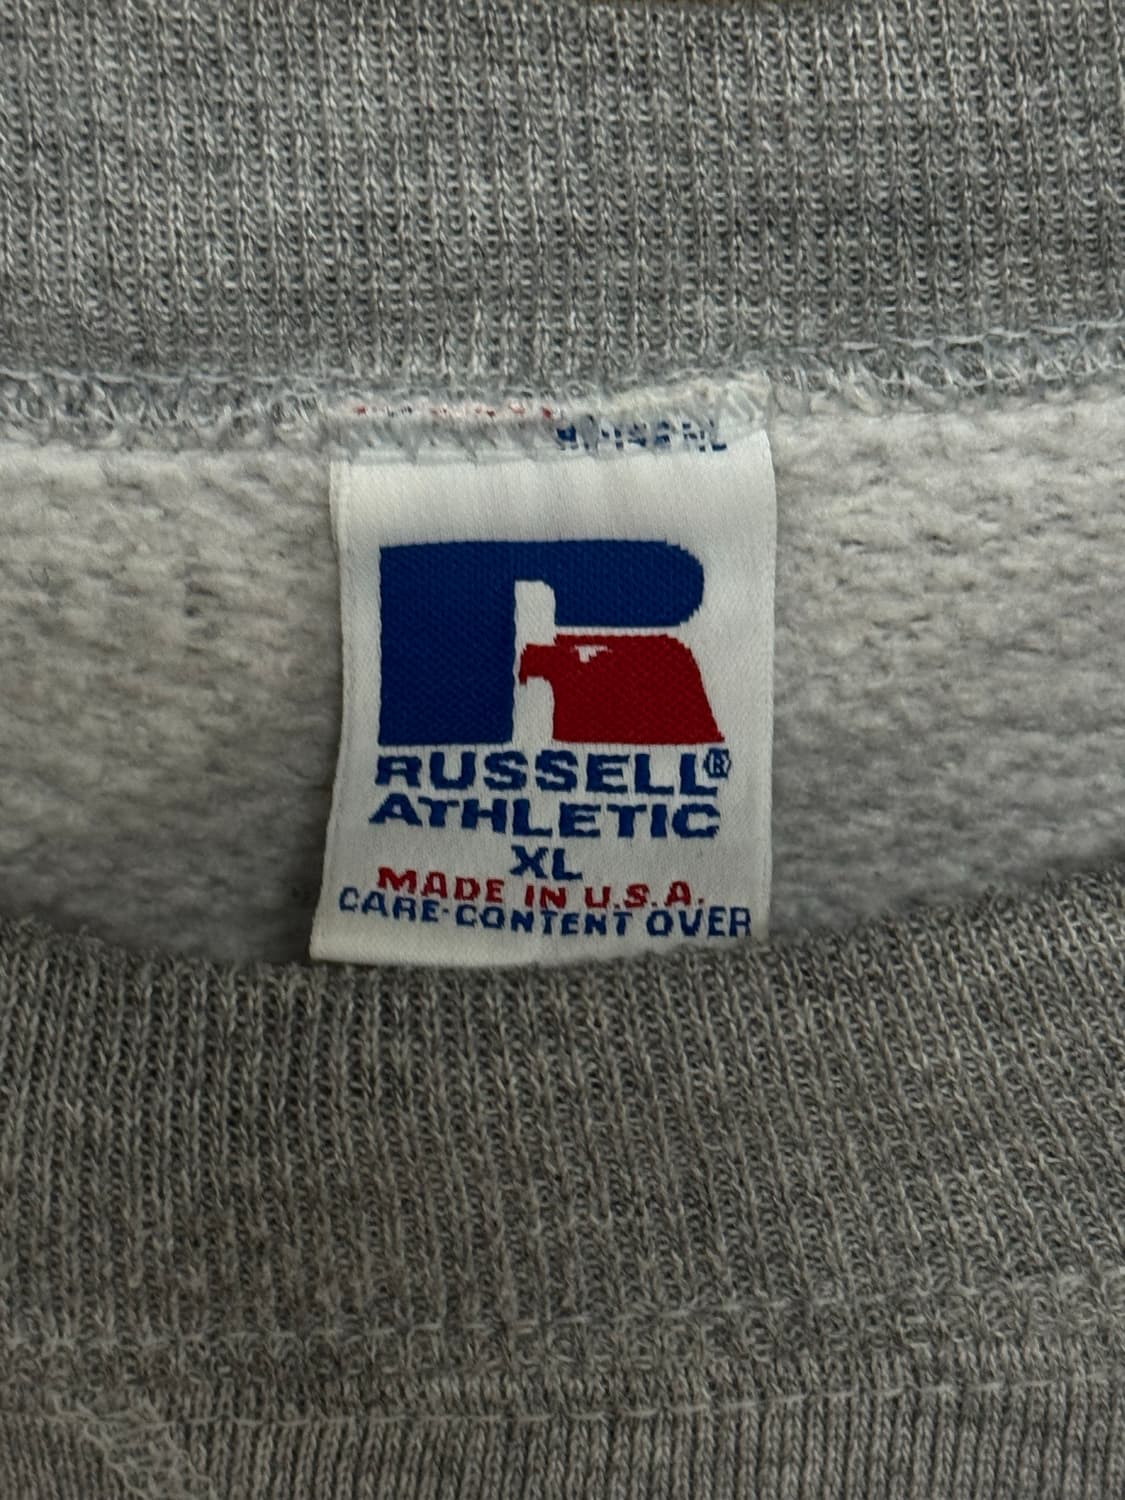 RUSSELL®
ATHLETIC
XL
MADE IN U.S.A.
CARE-CONTENT OVER